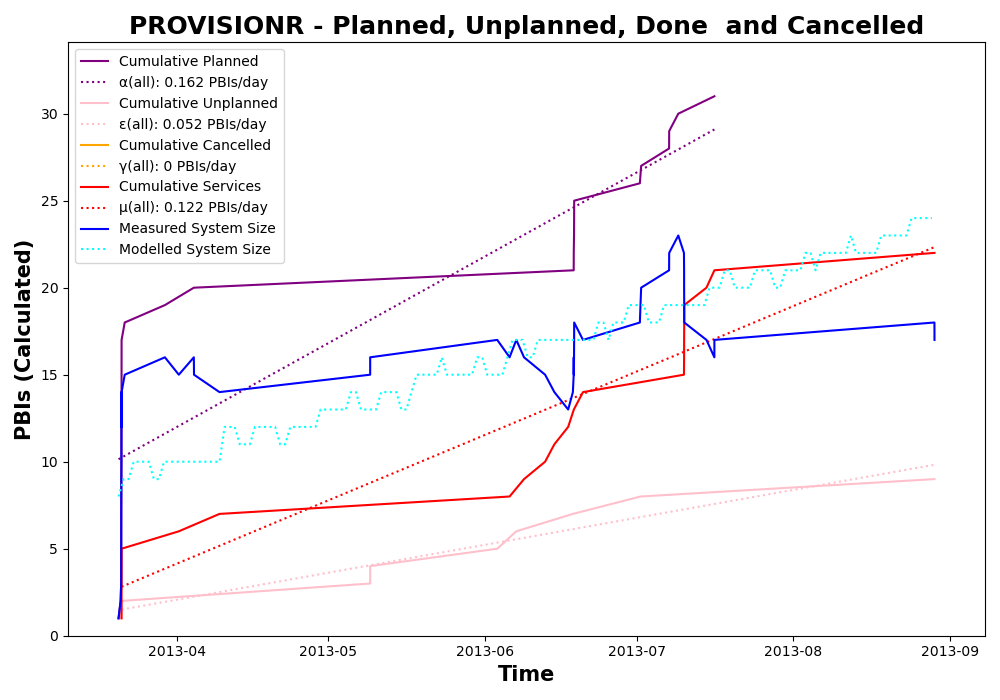 PROVISIONR - Planned, Unplanned, Done  and Cancelled
Cumulative Planned
α(all): 0.162 PBIs/day
Cumulative Unplanned
ε(all): 0.052 PBIs/day
Cumulative Cancelled
γ(all): 0 PBIs/day
Cumulative Services
μ(all): 0.122 PBIs/day
Measured System Size
Modelled System Size
PBIs (Calculated)
30
25
20
15
10
5
0
2013-04 2013-05 2013-06 2013-07 2013-08 2013-09
Time